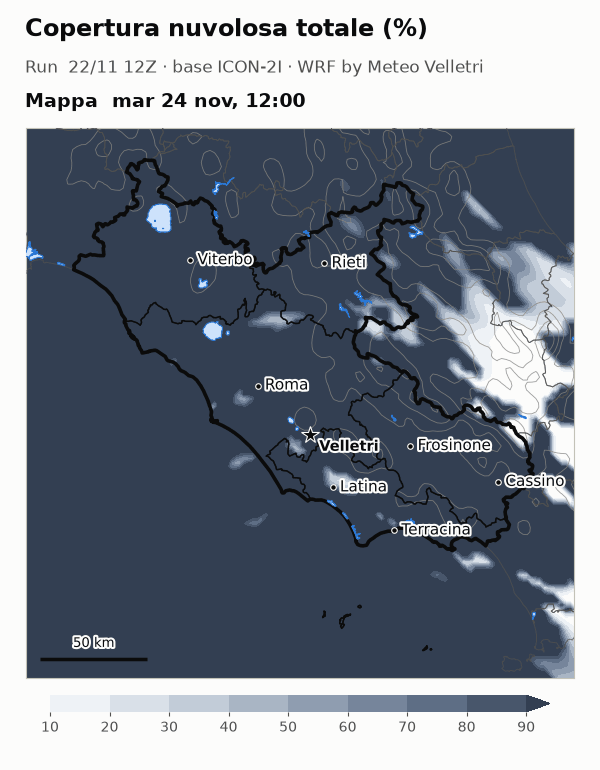 Copertura nuvolosa totale (%)
Run 22/11 12Z · base ICON-2I · WRF by Meteo Velletri
Mappa mar 24 nov, 12:00
Viterbo
Rieti
Roma
Velletri
Frosinone
Latina
Cassino
Terracina
50 km
10 20 30 40 50 60 70 80 90